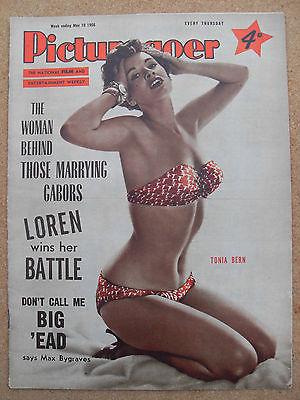 Week ending May 19 1956
EVERY THURSDAY
Picturegoer
4D
THE NATIONAL FILM AND
ENTERTAINMENT WEEKLY
THE
WOMAN
BEHIND
THOSE MARRYING
GABORS
LOREN
wins her
BATTLE
TONIA BERN
DON'T CALL ME
BIG
'EAD
says Max Bygraves